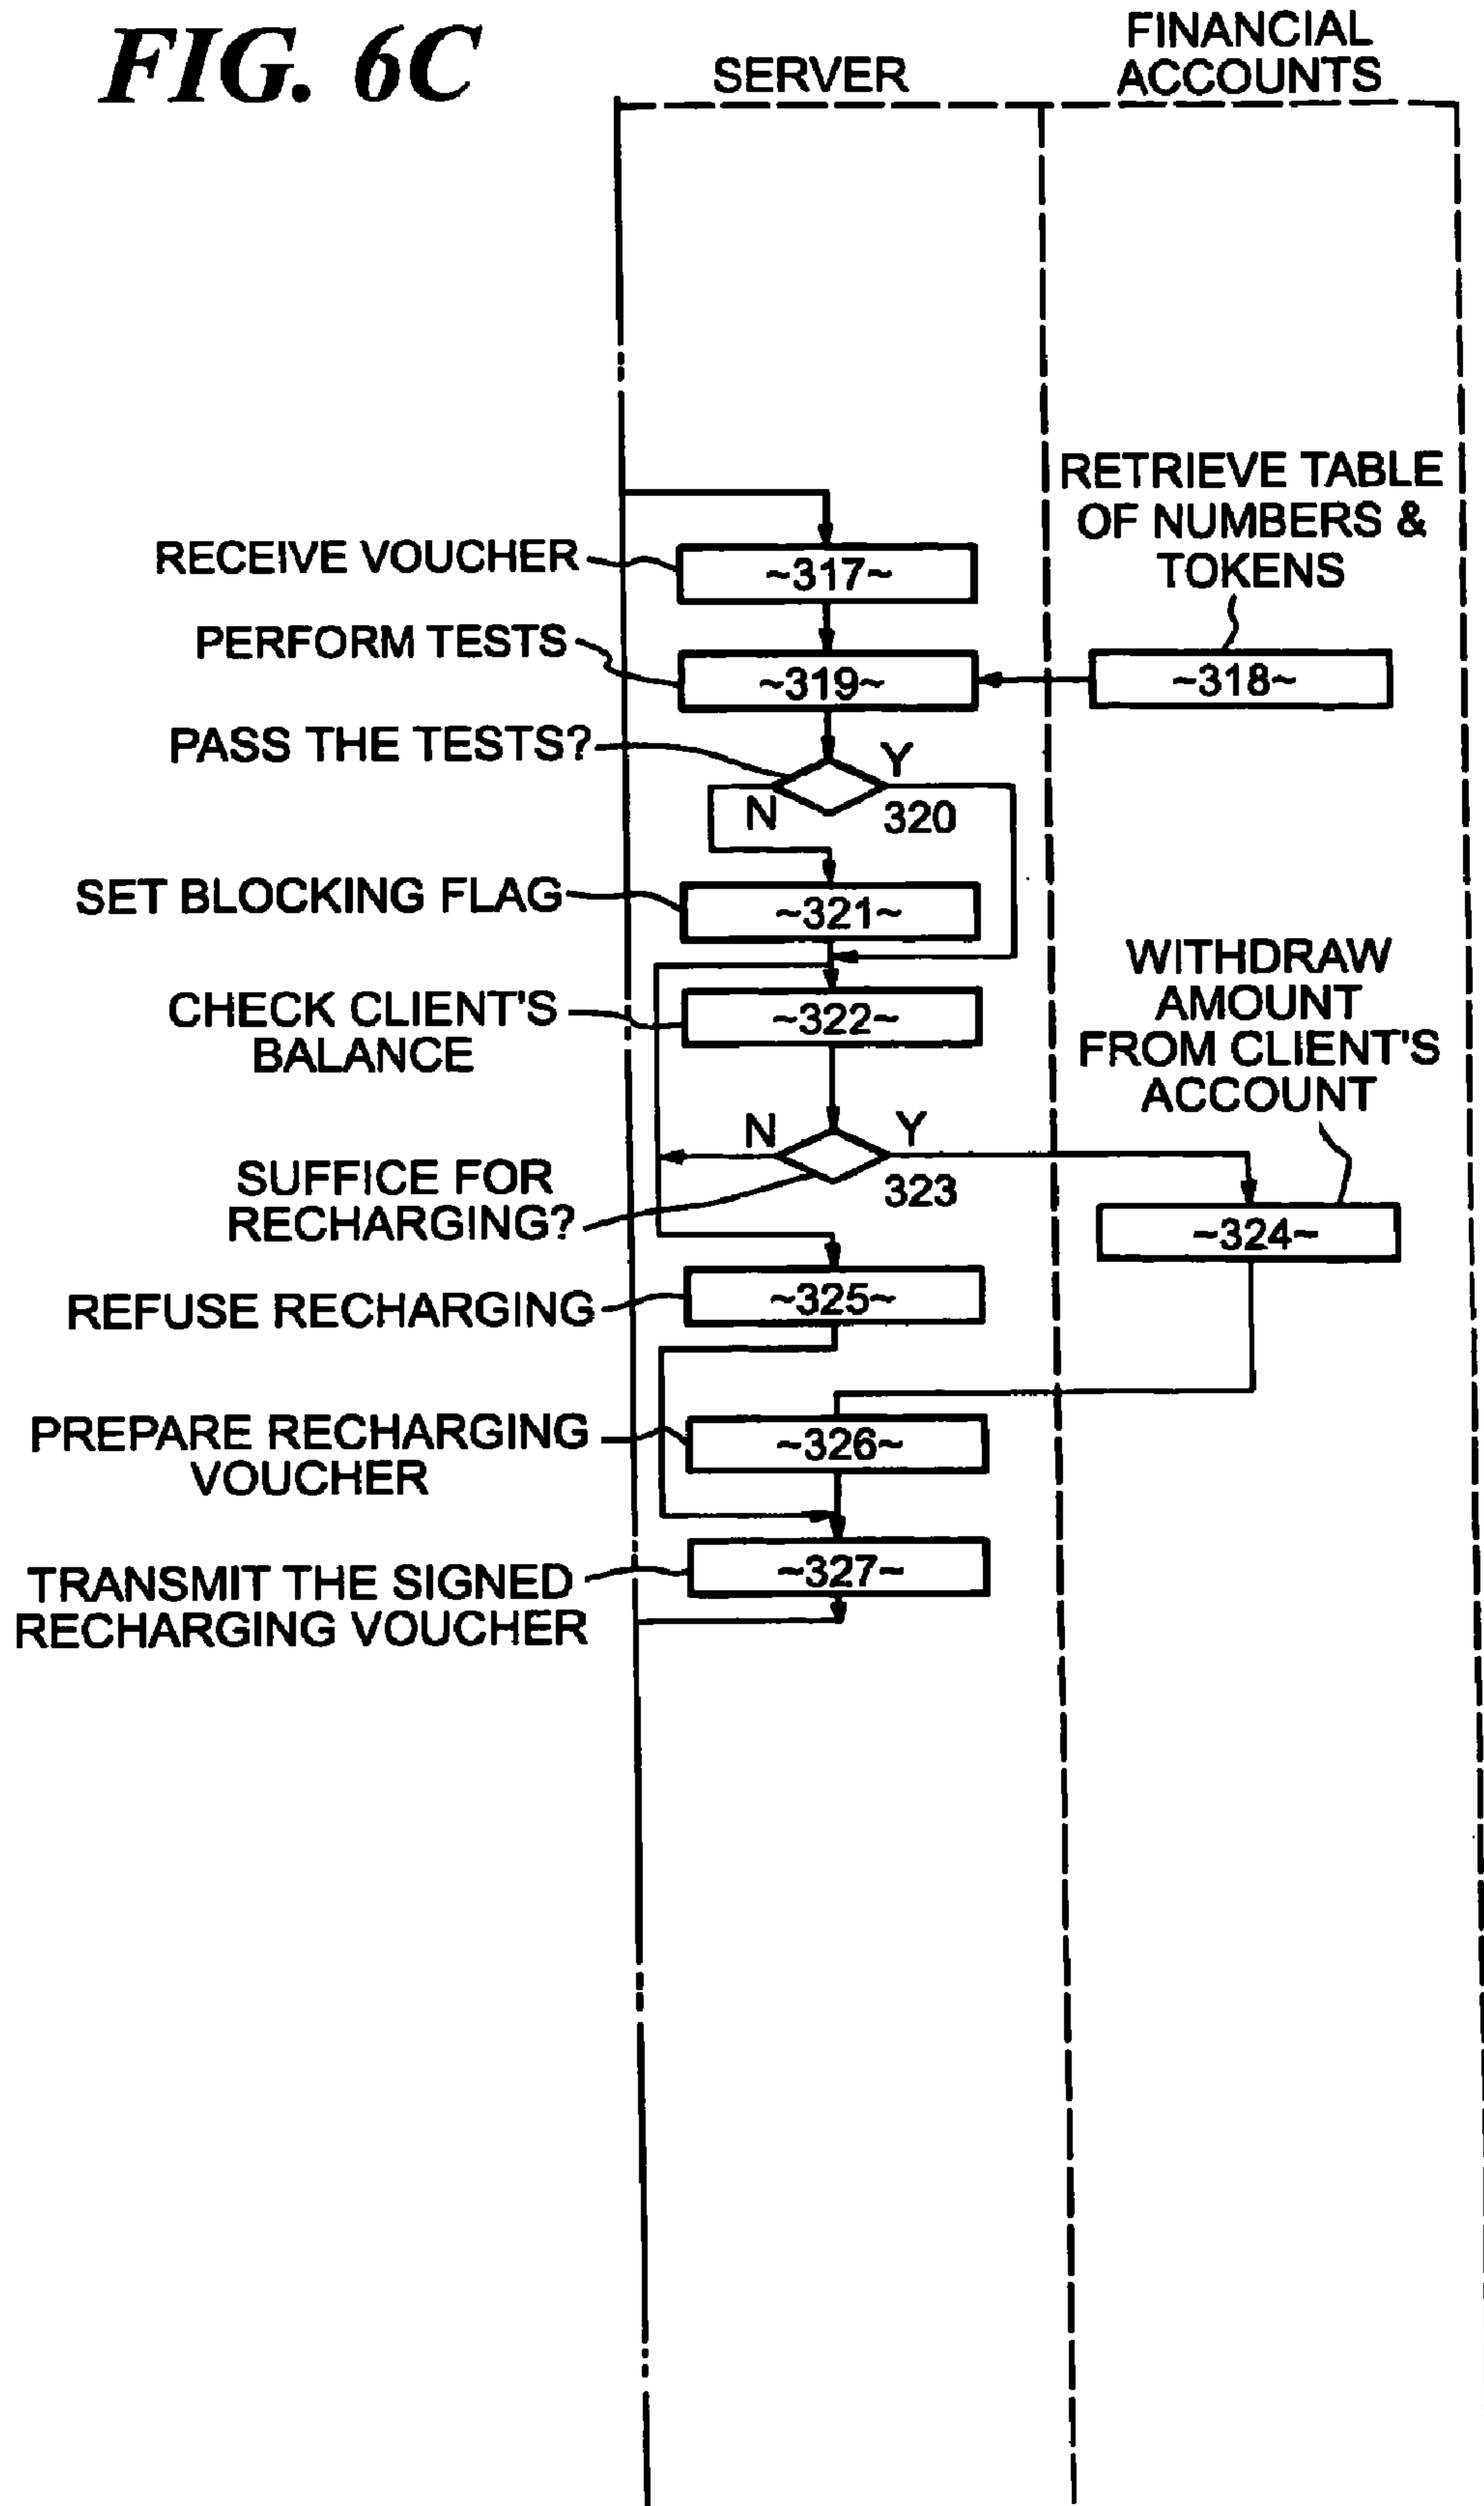 FIG. 6C
SERVER
FINANCIAL
ACCOUNTS
RETRIEVE TABLE
OF NUMBERS &
TOKENS
RECEIVE VOUCHER
~317~
PERFORM TESTS
~319~
~318~
PASS THE TESTS?
Y
N
320
SET BLOCKING FLAG
~321~
WITHDRAW
AMOUNT
FROM CLIENT'S
ACCOUNT
CHECK CLIENT'S
BALANCE
~322~
N
Y
323
SUFFICE FOR
RECHARGING?
~324~
REFUSE RECHARGING
~325~
PREPARE RECHARGING
VOUCHER
~326~
TRANSMIT THE SIGNED
RECHARGING VOUCHER
~327~